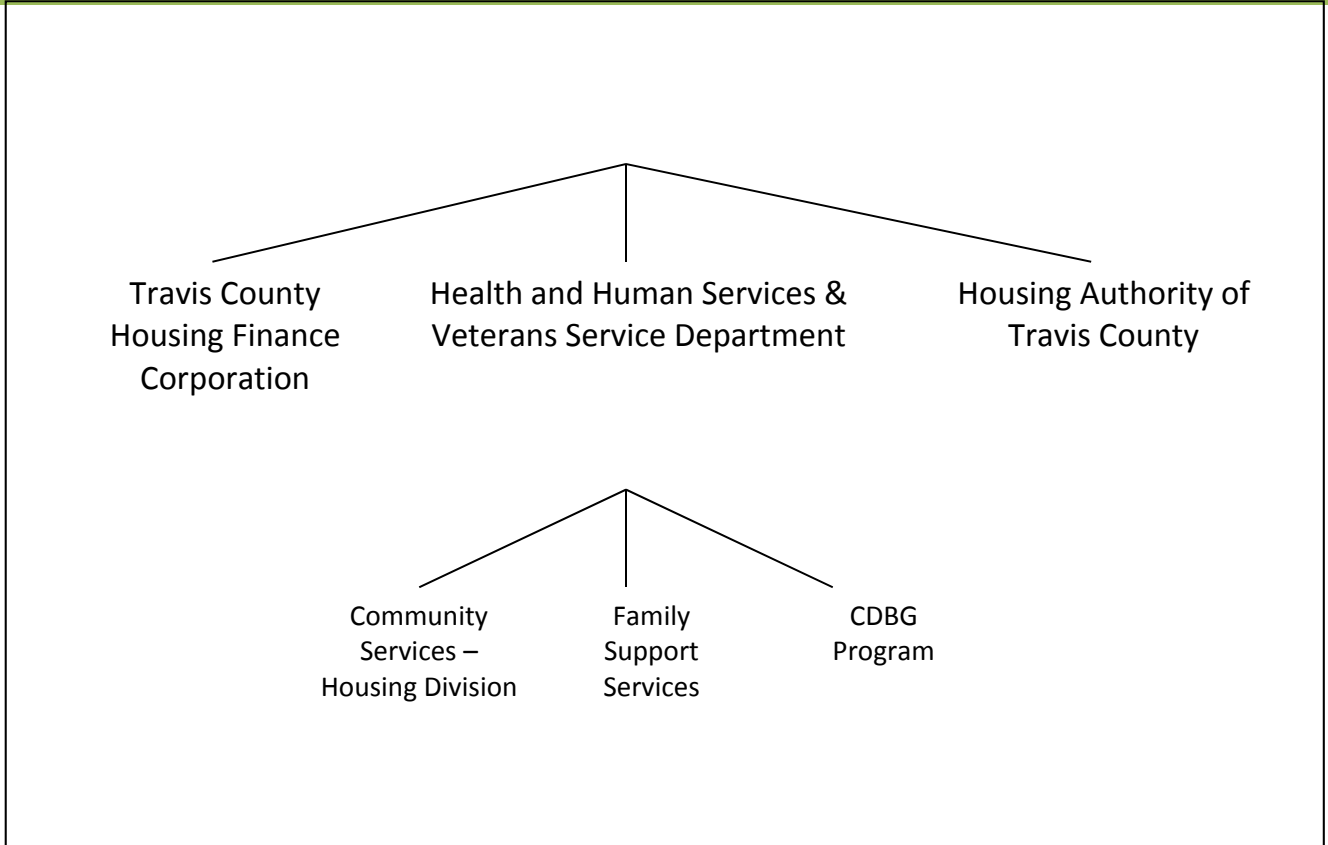 Travis County
Housing Finance
Corporation
Health and Human Services &
Veterans Service Department
Housing Authority of
Travis County
Community
Services –
Housing Division
Family
Support
Services
CDBG
Program